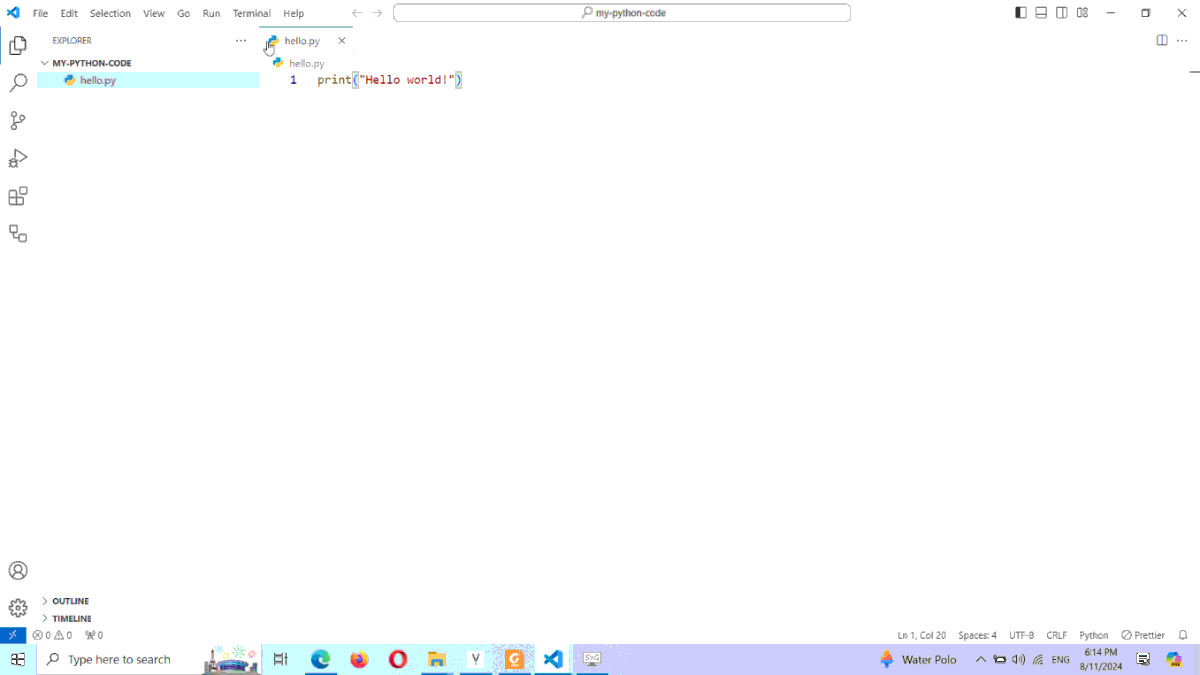 File Edit Selection View Go Run Terminal Help
my-python-code
EXPLORER
hello.py
MY-PYTHON-CODE
hello.py
hello.py
1 print("Hello world!")
OUTLINE
TIMELINE
0 0 0
Ln 1, Col 20 Spaces: 4 UTF-8 CRLF Python Prettier
Type here to search
Water Polo
ENG
6:14 PM
8/11/2024